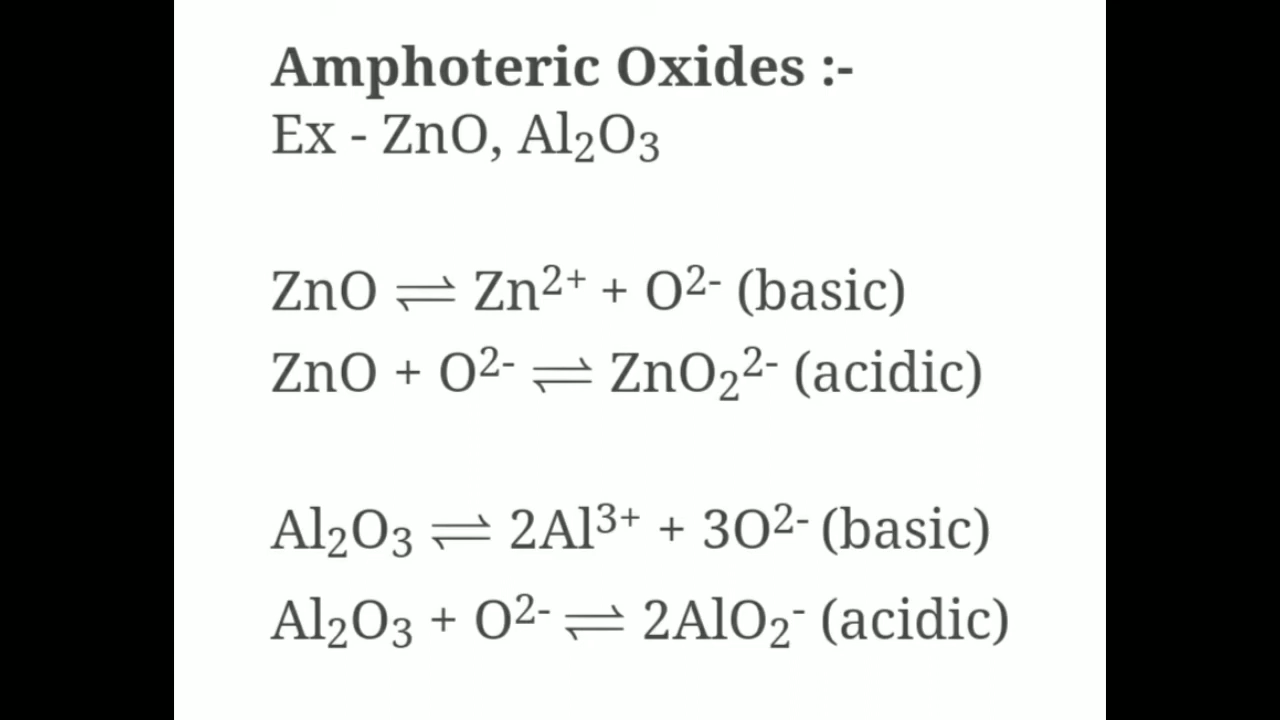 Amphoteric Oxides :-
Ex - ZnO, Al₂O₃
ZnO ⇌ Zn²⁺ + O²⁻ (basic)
ZnO + O²⁻ ⇌ ZnO₂²⁻ (acidic)
Al₂O₃ ⇌ 2Al³⁺ + 3O²⁻ (basic)
Al₂O₃ + O²⁻ ⇌ 2AlO₂⁻ (acidic)